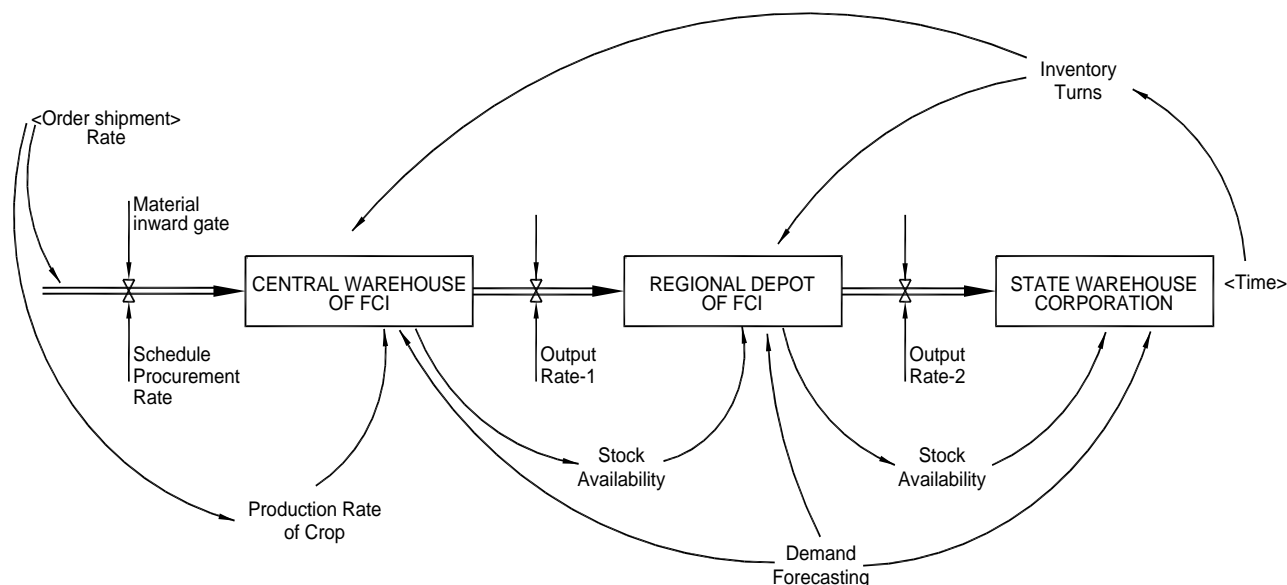 Inventory
Turns
<Order shipment>
Rate
Material
inward gate
CENTRAL WAREHOUSE
OF FCI
REGIONAL DEPOT
OF FCI
STATE WAREHOUSE
CORPORATION
<Time>
Schedule
Procurement
Rate
Output
Rate-1
Output
Rate-2
Stock
Availability
Stock
Availability
Production Rate
of Crop
Demand
Forecasting